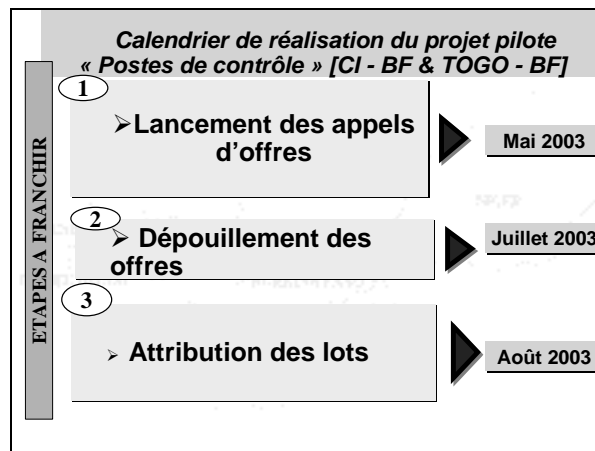 Calendrier de réalisation du projet pilote
« Postes de contrôle » [CI - BF & TOGO - BF]
ETAPES A FRANCHIR
1
➢Lancement des appels
d’offres
Mai 2003
2
➢ Dépouillement des
offres
Juillet 2003
3
➢ Attribution des lots
Août 2003